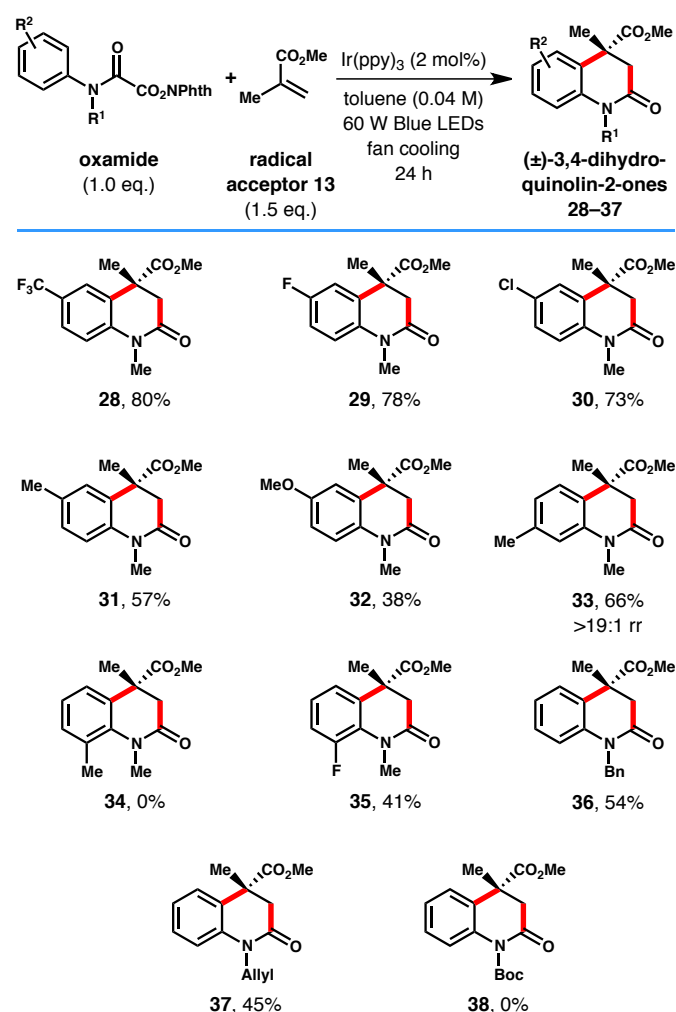 R2
O
N
CO2NPhth
R1
+
CO2Me
Me
Ir(ppy)3 (2 mol%)
toluene (0.04 M)
60 W Blue LEDs
fan cooling
24 h
R2
Me CO2Me
N O
R1
oxamide
(1.0 eq.)
radical
acceptor 13
(1.5 eq.)
(±)-3,4-dihydro-
quinolin-2-ones
28–37
Me CO2Me
F3C
N O
Me
28, 80%
Me CO2Me
F
N O
Me
29, 78%
Me CO2Me
Cl
N O
Me
30, 73%
Me CO2Me
Me
N O
Me
31, 57%
Me CO2Me
MeO
N O
Me
32, 38%
Me CO2Me
N O
Me Me
33, 66%
>19:1 rr
Me CO2Me
N O
Me Me
34, 0%
Me CO2Me
N O
F Me
35, 41%
Me CO2Me
N O
Bn
36, 54%
Me CO2Me
N O
Allyl
37, 45%
Me CO2Me
N O
Boc
38, 0%